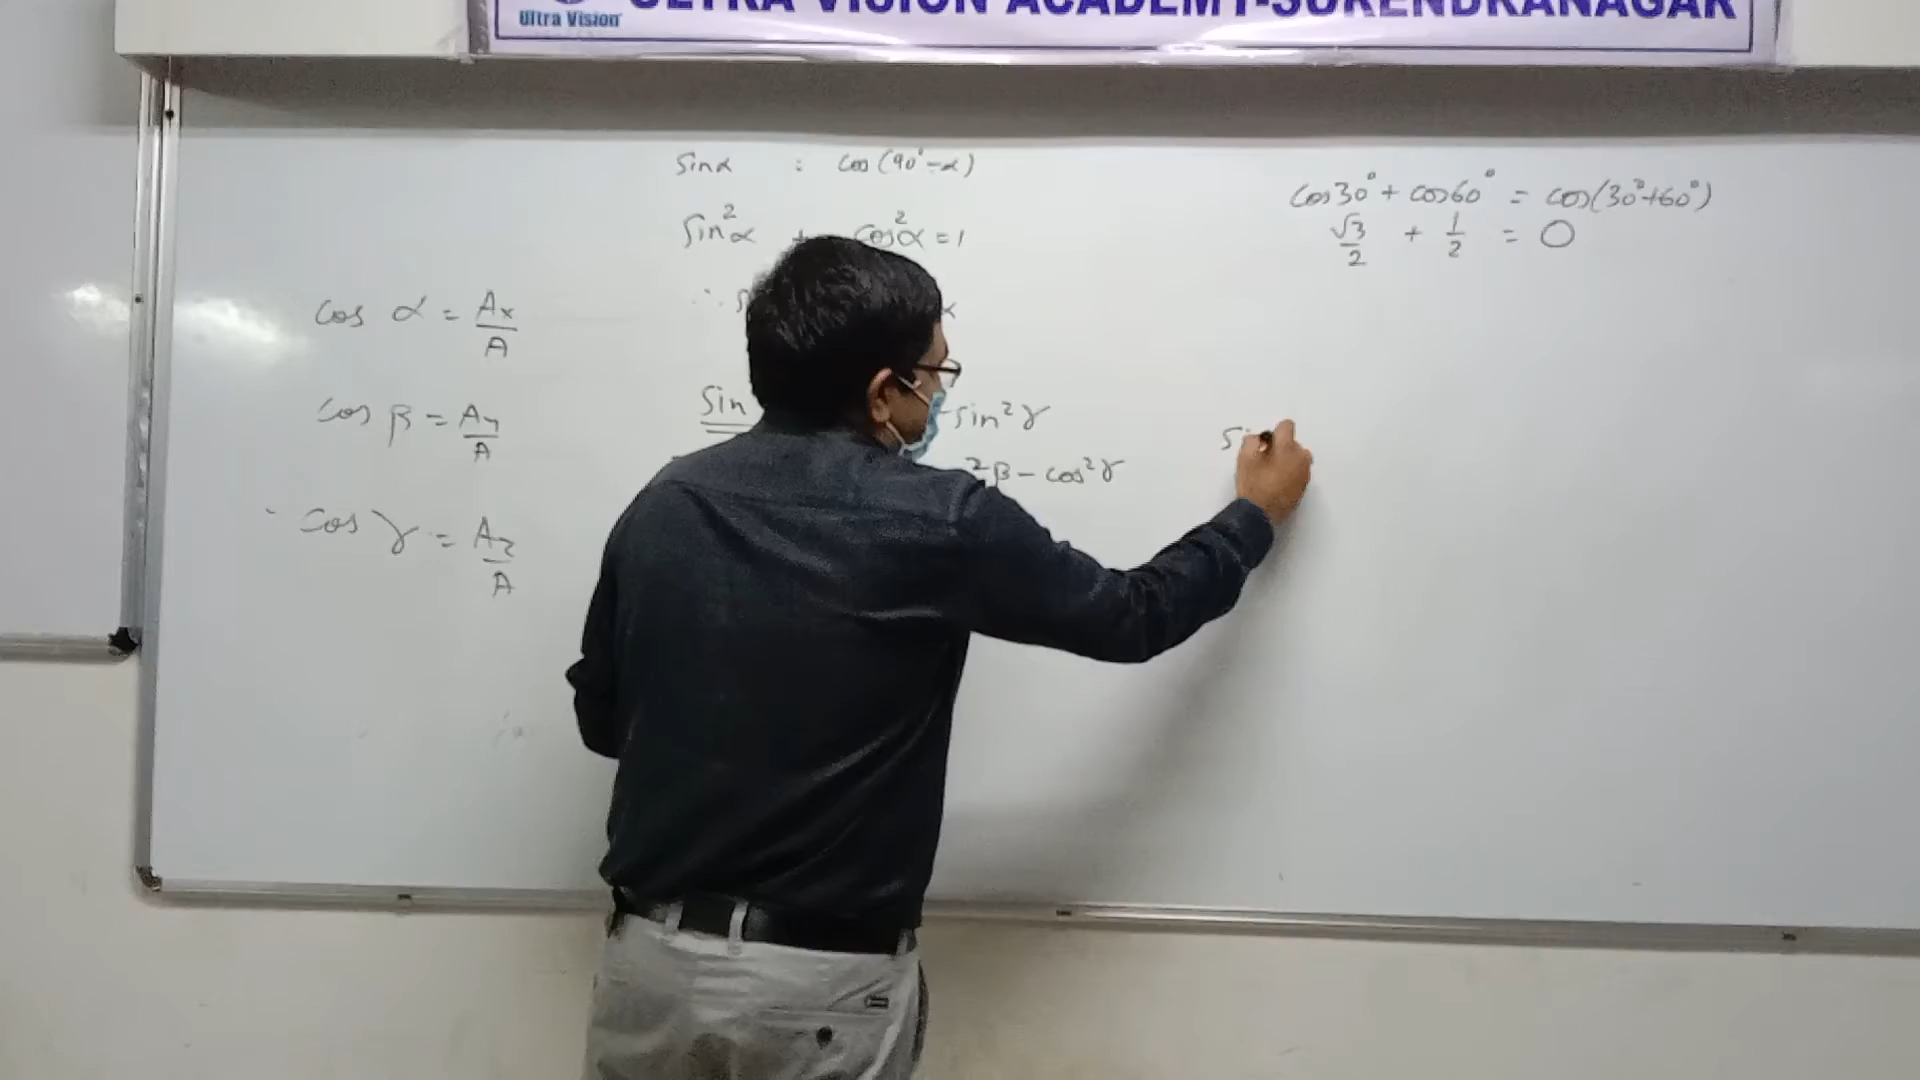 Ultra Vision
ULTRA VISION ACADEMY-SURENDRANAGAR
sinα : cos(90°-α)
sin²α + cos²α = 1
cos α = Ax/A
cos β = Ay/A
cos γ = Az/A
sin
sin²γ
²β - cos²γ
cos30° + cos60° = cos(30°+60°)
√3/2 + 1/2 = 0